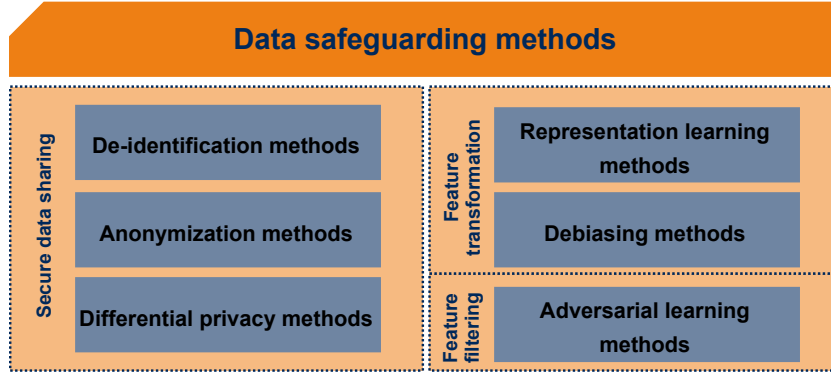 Data safeguarding methods
Secure data sharing
De-identification methods
Anonymization methods
Differential privacy methods
Feature
transformation
Representation learning
methods
Debiasing methods
Feature
filtering
Adversarial learning
methods